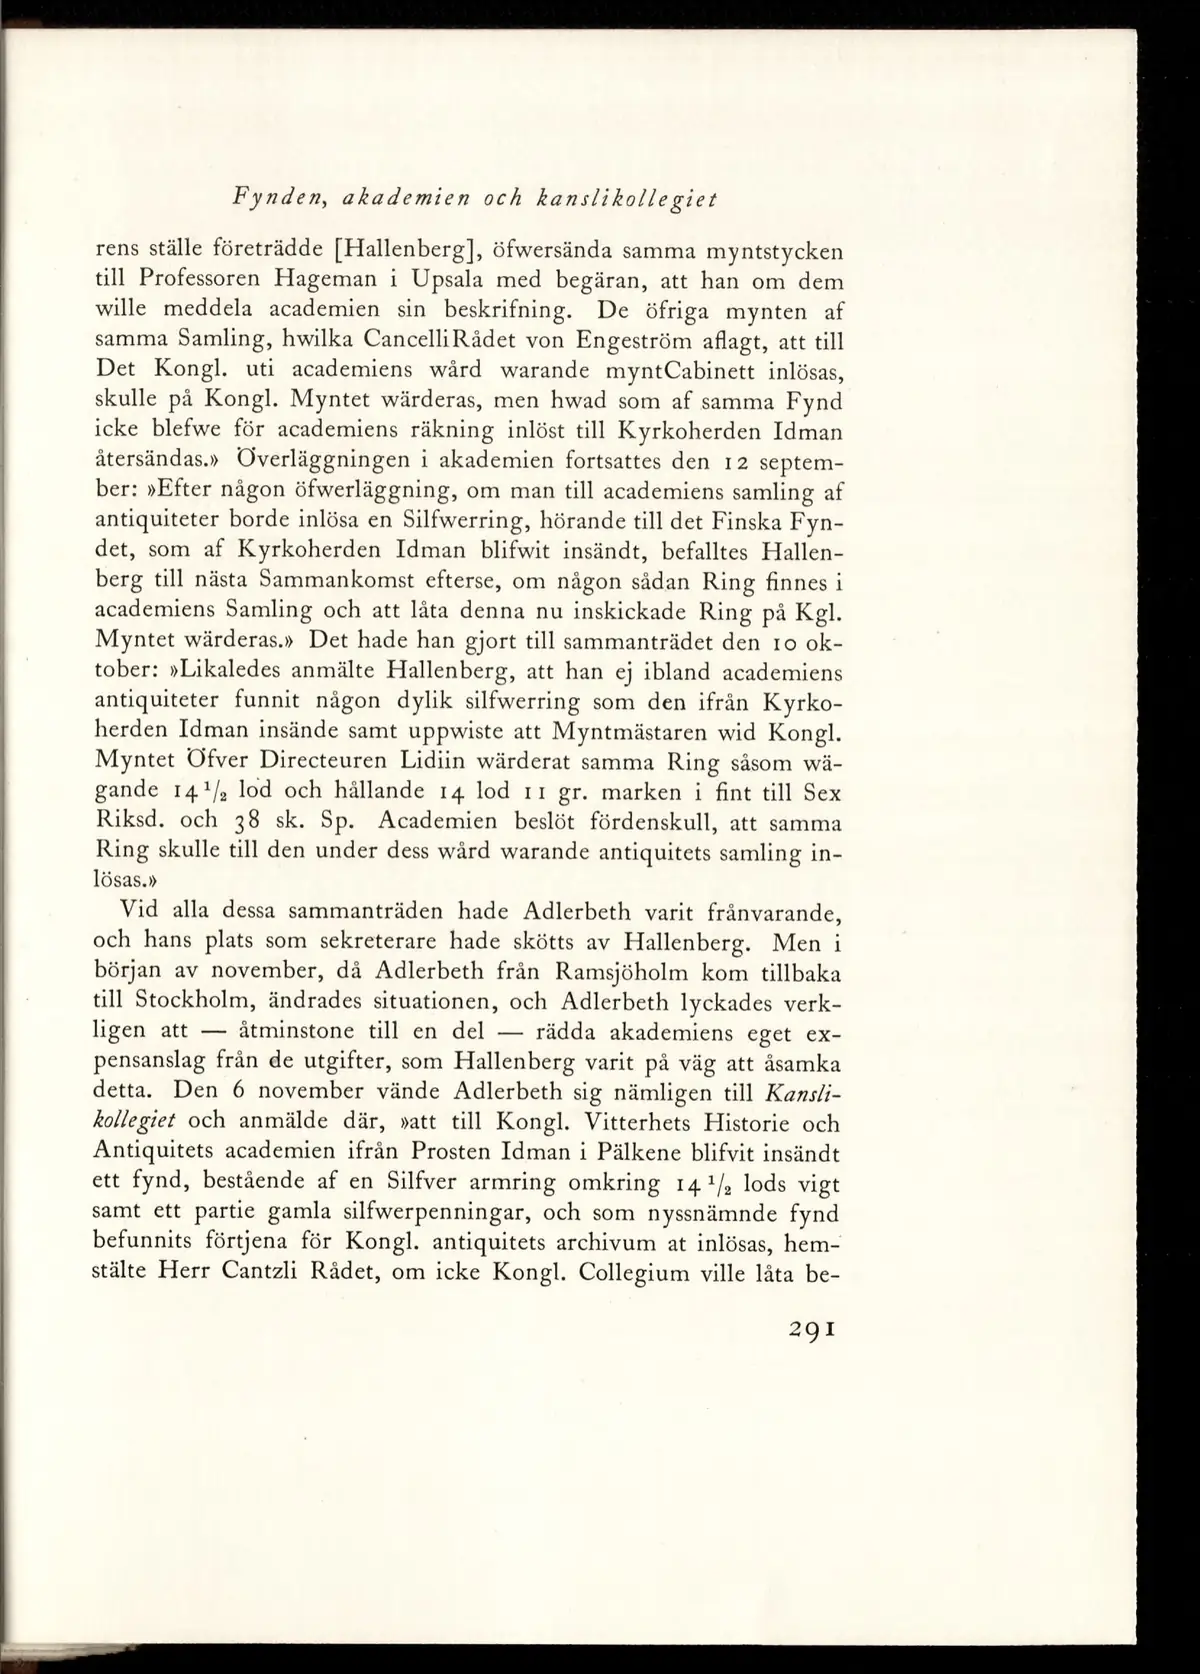 Fynden, akademien och kanslikollegiet
rens ställe företrädde [Hallenberg], öfwersända samma myntstycken
till Professoren Hageman i Upsala med begäran, att han om dem
wille meddela academien sin beskrifning. De öfriga mynten af
samma Samling, hwilka CancelliRådet von Engeström aflagt, att till
Det Kongl. uti academiens wård warande myntCabinett inlösas,
skulle på Kongl. Myntet wärderas, men hwad som af samma Fynd
icke blefwe för academiens räkning inlöst till Kyrkoherden Idman
återsändas.» Överläggningen i akademien fortsattes den 12 septem-
ber: »Efter någon öfwerläggning, om man till academiens samling af
antiquiteter borde inlösa en Silfwerring, hörande till det Finska Fyn-
det, som af Kyrkoherden Idman blifwit insändt, befalltes Hallen-
berg till nästa Sammankomst efterse, om någon sådan Ring finnes i
academiens Samling och att låta denna nu inskickade Ring på Kgl.
Myntet wärderas.» Det hade han gjort till sammanträdet den 10 ok-
tober: »Likaledes anmälte Hallenberg, att han ej ibland academiens
antiquiteter funnit någon dylik silfwerring som den ifrån Kyrko-
herden Idman insände samt uppwiste att Myntmästaren wid Kongl.
Myntet Öfver Directeuren Lidiin wärderat samma Ring såsom wä-
gande 14 1/2 lod och hållande 14 lod 11 gr. marken i fint till Sex
Riksd. och 38 sk. Sp. Academien beslöt fördenskull, att samma
Ring skulle till den under dess wård warande antiquitets samling in-
lösas.»
Vid alla dessa sammanträden hade Adlerbeth varit frånvarande,
och hans plats som sekreterare hade skötts av Hallenberg. Men i
början av november, då Adlerbeth från Ramsjöholm kom tillbaka
till Stockholm, ändrades situationen, och Adlerbeth lyckades verk-
ligen att — åtminstone till en del — rädda akademiens eget ex-
pensanslag från de utgifter, som Hallenberg varit på väg att åsamka
detta. Den 6 november vände Adlerbeth sig nämligen till Kansli-
kollegiet och anmälde där, »att till Kongl. Vitterhets Historie och
Antiquitets academien ifrån Prosten Idman i Pälkene blifvit insändt
ett fynd, bestående af en Silfver armring omkring 14 1/2 lods vigt
samt ett partie gamla silfwerpenningar, och som nyssnämnde fynd
befunnits förtjena för Kongl. antiquitets archivum at inlösas, hem-
stälte Herr Cantzli Rådet, om icke Kongl. Collegium ville låta be-
291